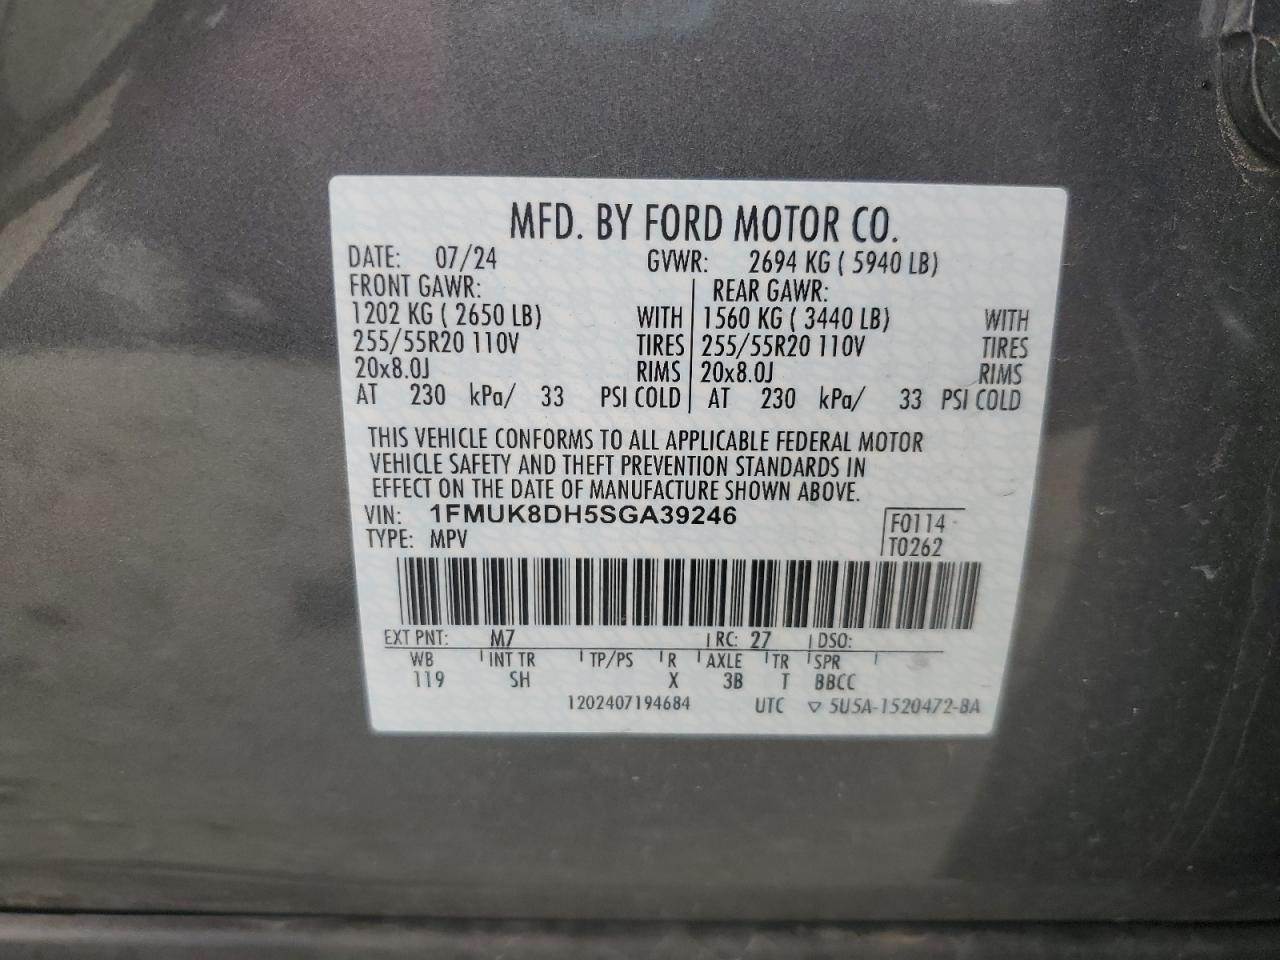 MFD. BY FORD MOTOR CO.
DATE: 07/24 GVWR: 2694 KG ( 5940 LB)
FRONT GAWR: REAR GAWR:
1202 KG ( 2650 LB) WITH 1560 KG ( 3440 LB) WITH
255/55R20 110V TIRES 255/55R20 110V TIRES
20x8.0J RIMS 20x8.0J RIMS
AT 230 kPa/ 33 PSI COLD AT 230 kPa/ 33 PSI COLD
THIS VEHICLE CONFORMS TO ALL APPLICABLE FEDERAL MOTOR
VEHICLE SAFETY AND THEFT PREVENTION STANDARDS IN
EFFECT ON THE DATE OF MANUFACTURE SHOWN ABOVE.
VIN: 1FMUK8DH5SGA39246 F0114
TYPE: MPV T0262
EXT PNT: M7 RC: 27 DSO:
WB INT TR TP/PS R AXLE TR SPR
119 SH X 3B T BBCC
1202407194684 UTC ▽ 5U5A-1520472-BA